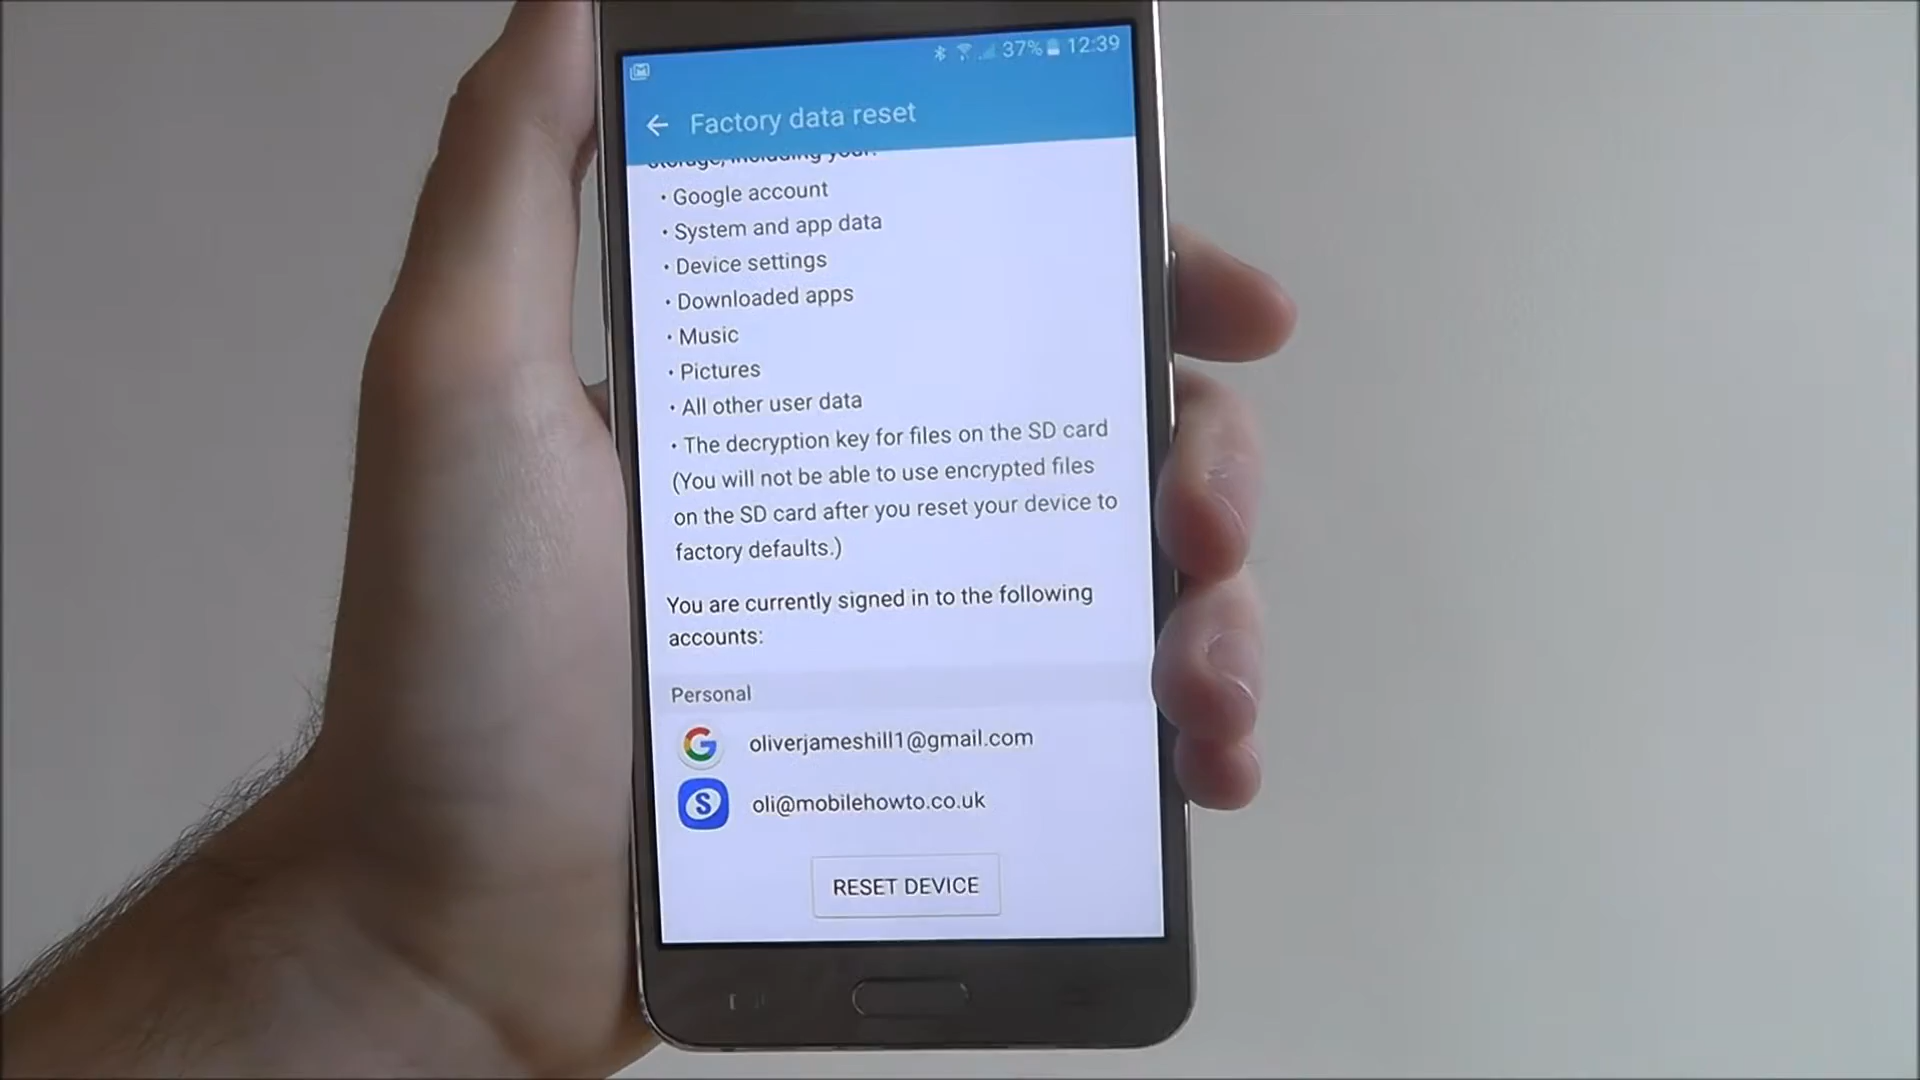 37% 12:39
Factory data reset
storage, including your:
• Google account
• System and app data
• Device settings
• Downloaded apps
• Music
• Pictures
• All other user data
• The decryption key for files on the SD card
(You will not be able to use encrypted files
on the SD card after you reset your device to
factory defaults.)
You are currently signed in to the following
accounts:
Personal
G oliverjameshill1@gmail.com
S oli@mobilehowto.co.uk
RESET DEVICE